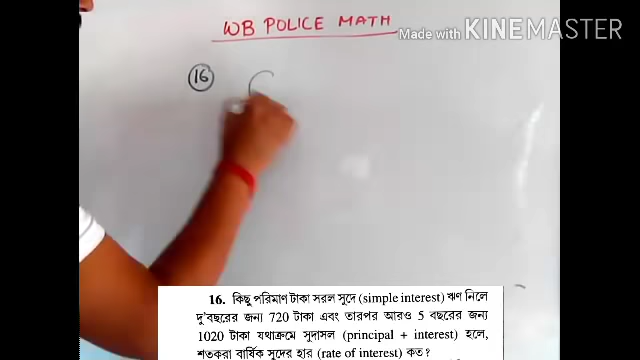 WB POLICE MATH
Made with KINEMASTER
16
16. কিছু পরিমাণ টাকা সরল সুদে (simple interest) ঋণ নিলে
দু'বছরের জন্য 720 টাকা এবং তারপর আরও 5 বছরের জন্য
1020 টাকা যথাক্রমে সুদাসল (principal + interest) হলে,
শতকরা বার্ষিক সুদের হার (rate of interest) কত?